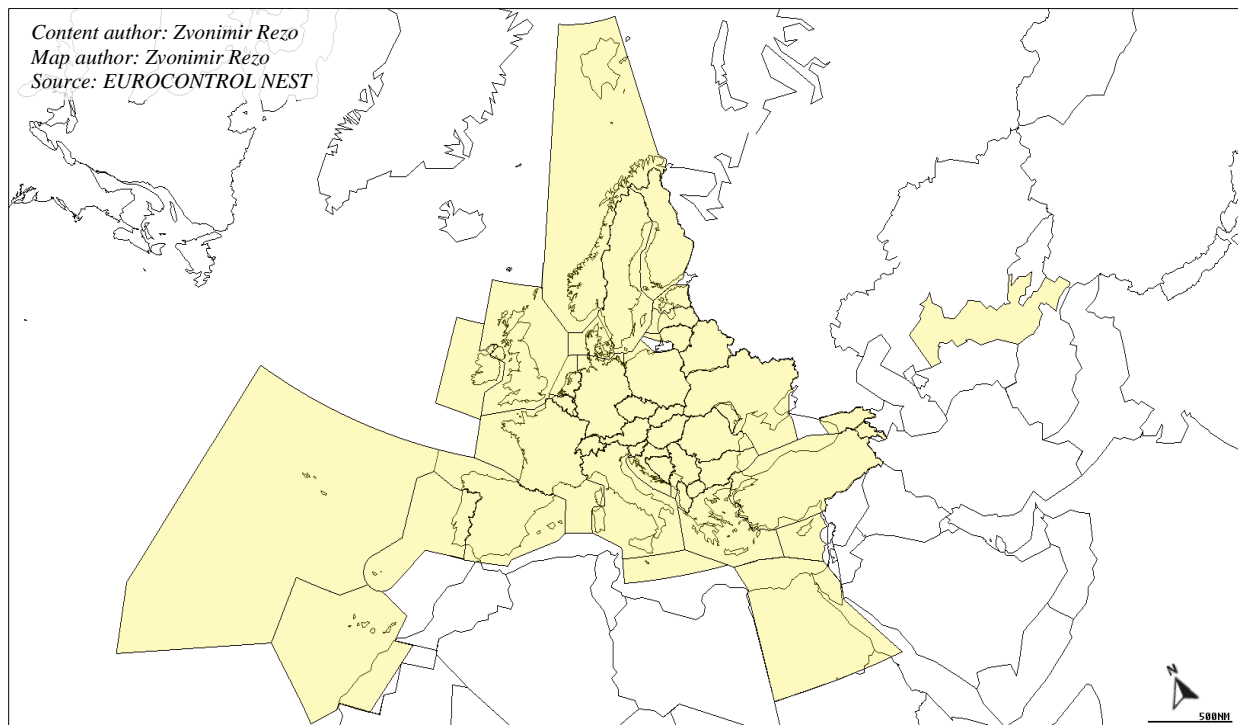 Content author: Zvonimir Rezo
Map author: Zvonimir Rezo
Source: EUROCONTROL NEST
N
500NM